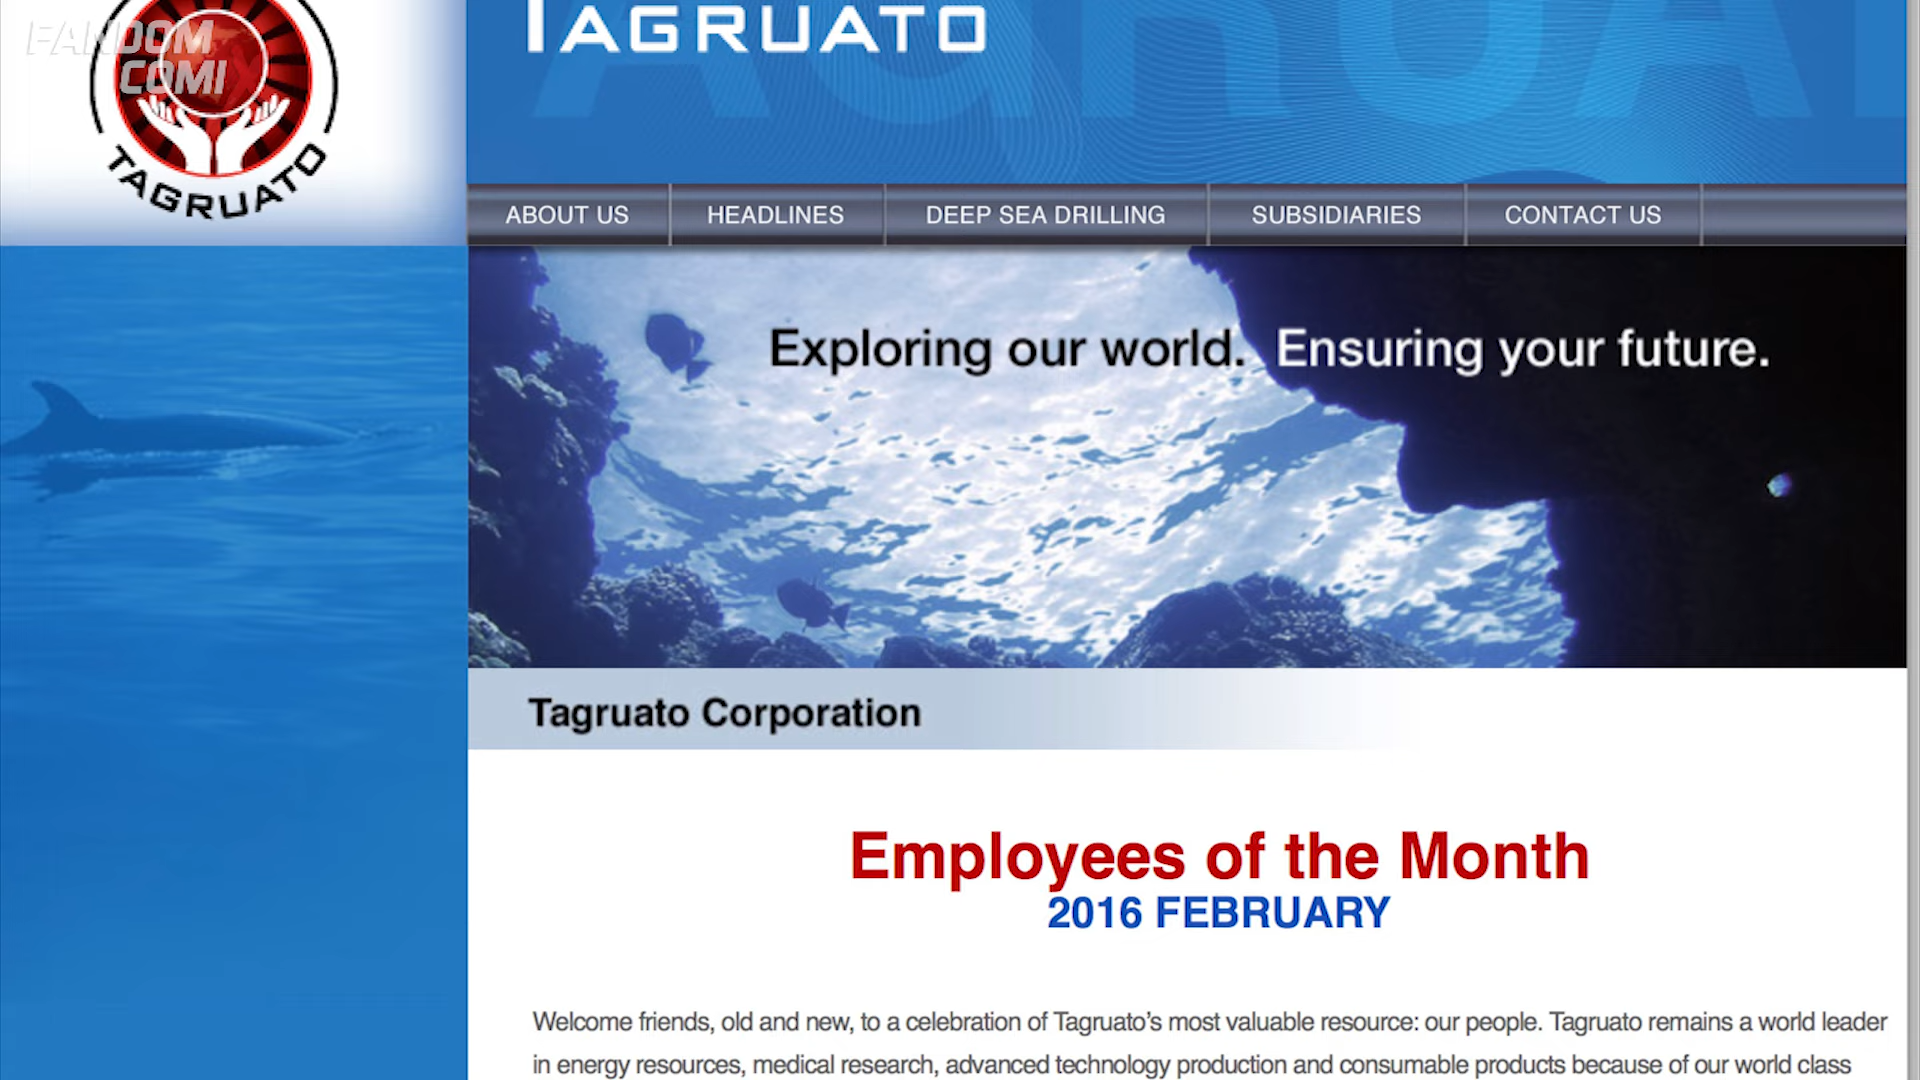 FANDOM
COMI
TAGRUATO
TAGRUATO
ABOUT US HEADLINES DEEP SEA DRILLING SUBSIDIARIES CONTACT US
Exploring our world. Ensuring your future.
Tagruato Corporation
Employees of the Month
2016 FEBRUARY
Welcome friends, old and new, to a celebration of Tagruato's most valuable resource: our people. Tagruato remains a world leader
in energy resources, medical research, advanced technology production and consumable products because of our world class